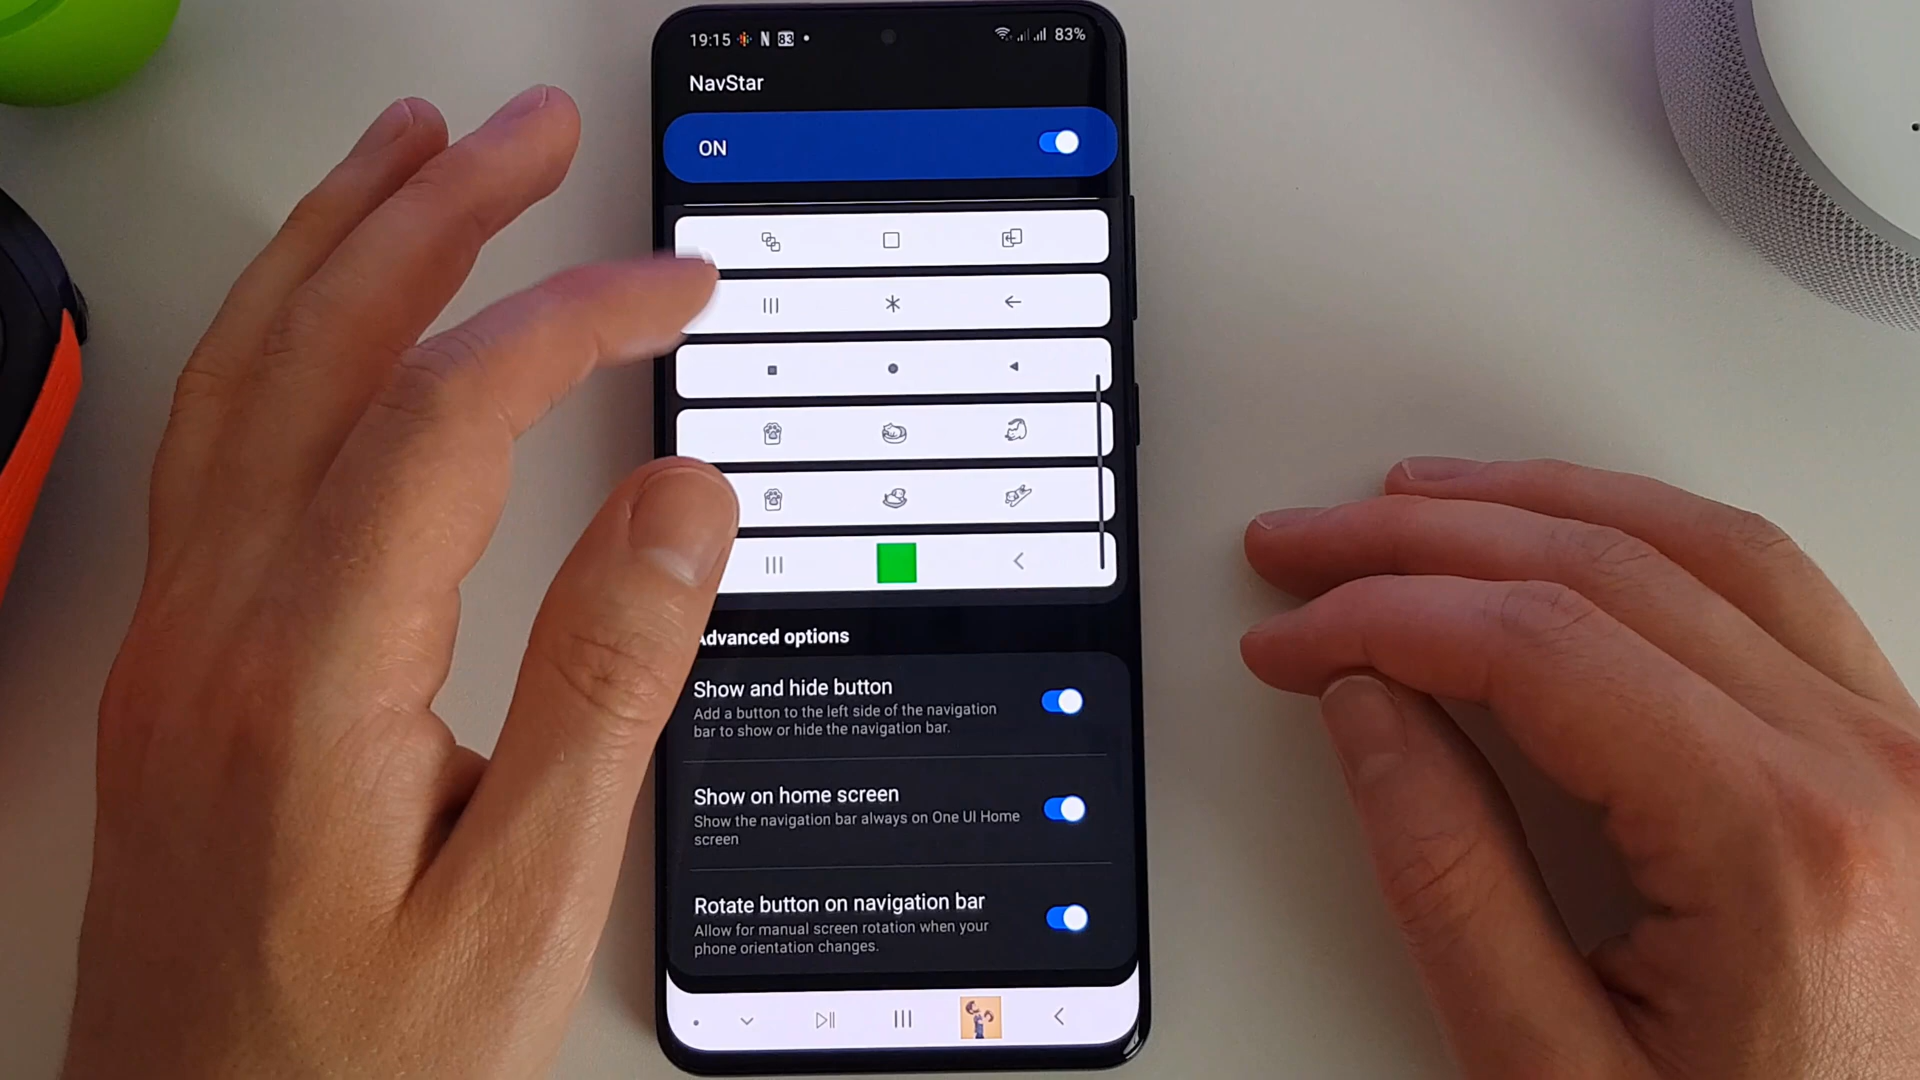 19:15 N 83 83%
NavStar
ON
Advanced options
Show and hide button
Add a button to the left side of the navigation
bar to show or hide the navigation bar.
Show on home screen
Show the navigation bar always on One UI Home
screen
Rotate button on navigation bar
Allow for manual screen rotation when your
phone orientation changes.